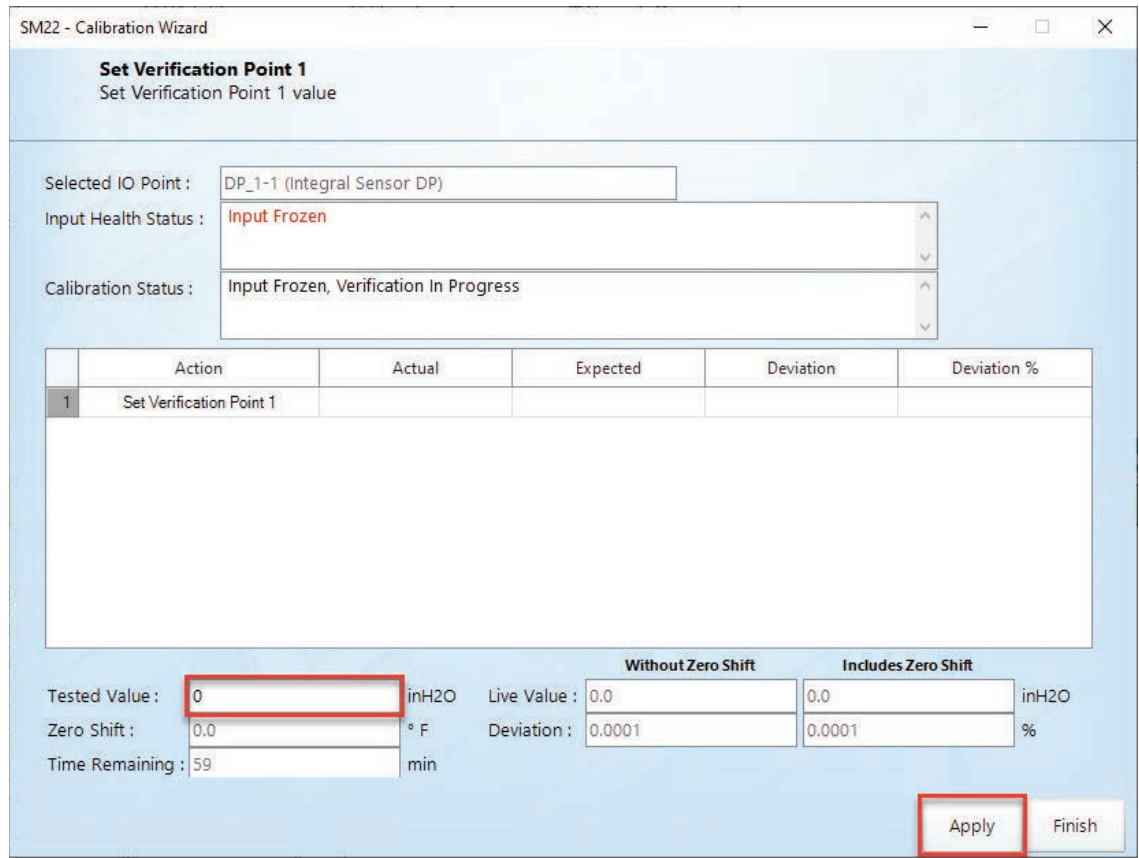 SM22 - Calibration Wizard
Set Verification Point 1
Set Verification Point 1 value
Selected IO Point : DP_1-1 (Integral Sensor DP)
Input Health Status : Input Frozen
Calibration Status : Input Frozen, Verification In Progress
Action Actual Expected Deviation Deviation %
1 Set Verification Point 1
Without Zero Shift Includes Zero Shift
Tested Value : 0 inH2O Live Value : 0.0 0.0 inH2O
Zero Shift : 0.0 ° F Deviation : 0.0001 0.0001 %
Time Remaining : 59 min
Apply Finish